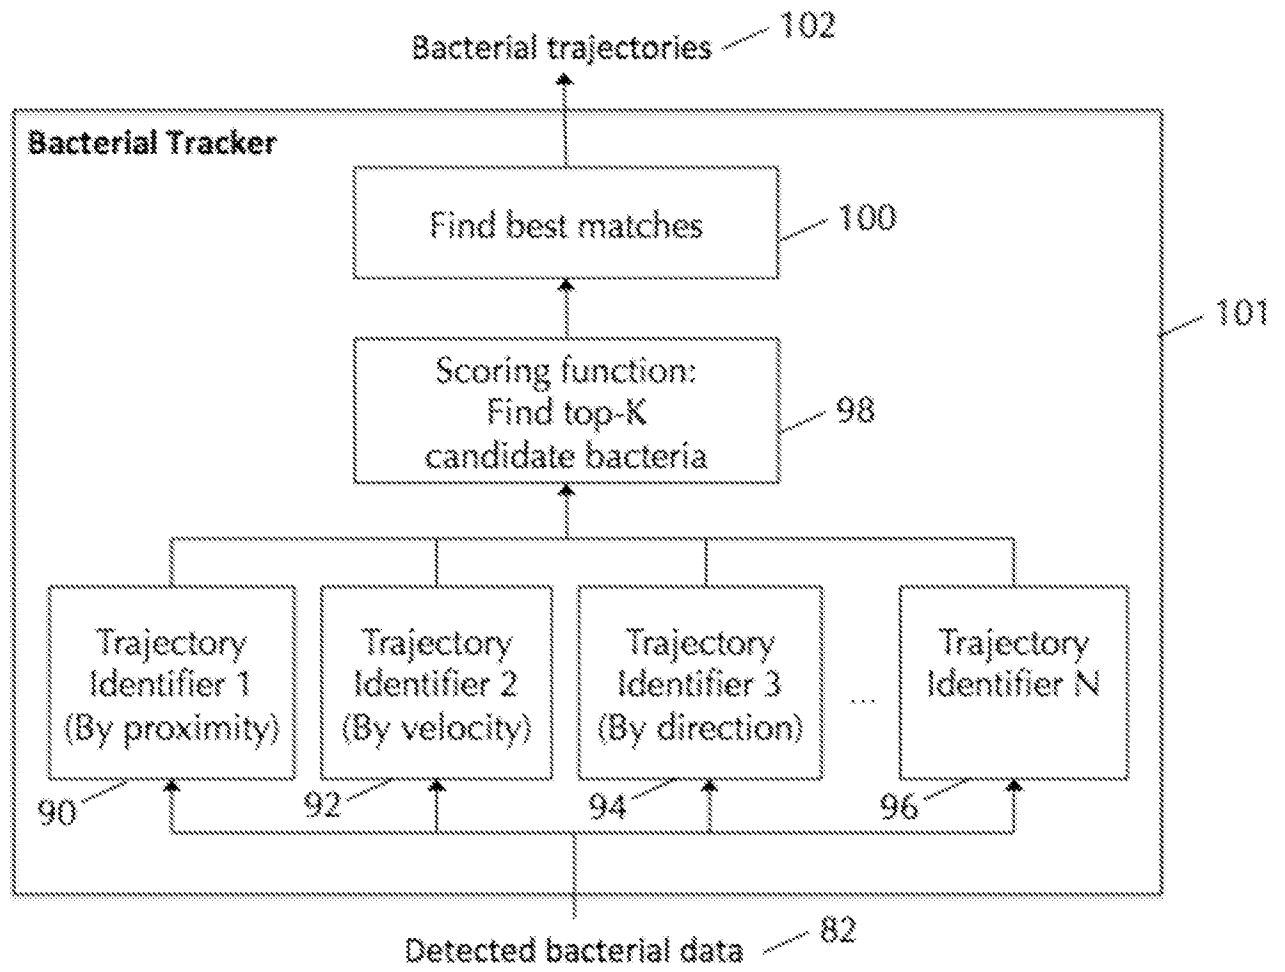 Bacterial trajectories 102
Bacterial Tracker
Find best matches 100
101
Scoring function:
Find top-K
candidate bacteria
98
Trajectory
Identifier 1
(By proximity)
90
Trajectory
Identifier 2
(By velocity)
92
Trajectory
Identifier 3
(By direction)
94
...
Trajectory
Identifier N
96
Detected bacterial data 82